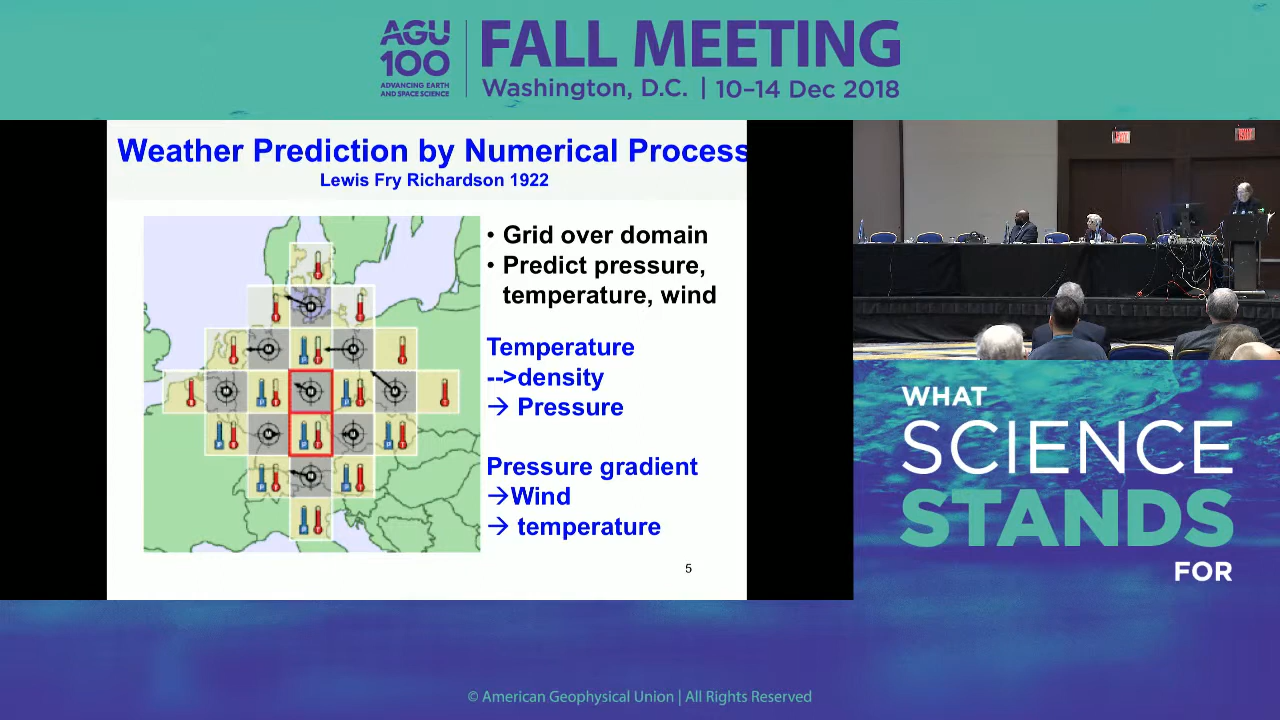 AGU
100
ADVANCING EARTH
AND SPACE SCIENCE
FALL MEETING
Washington, D.C. | 10–14 Dec 2018
Weather Prediction by Numerical Process
Lewis Fry Richardson 1922
• Grid over domain
• Predict pressure,
temperature, wind
Temperature
-->density
→ Pressure
Pressure gradient
→Wind
→ temperature
5
WHAT
SCIENCE
STANDS
FOR
© American Geophysical Union | All Rights Reserved